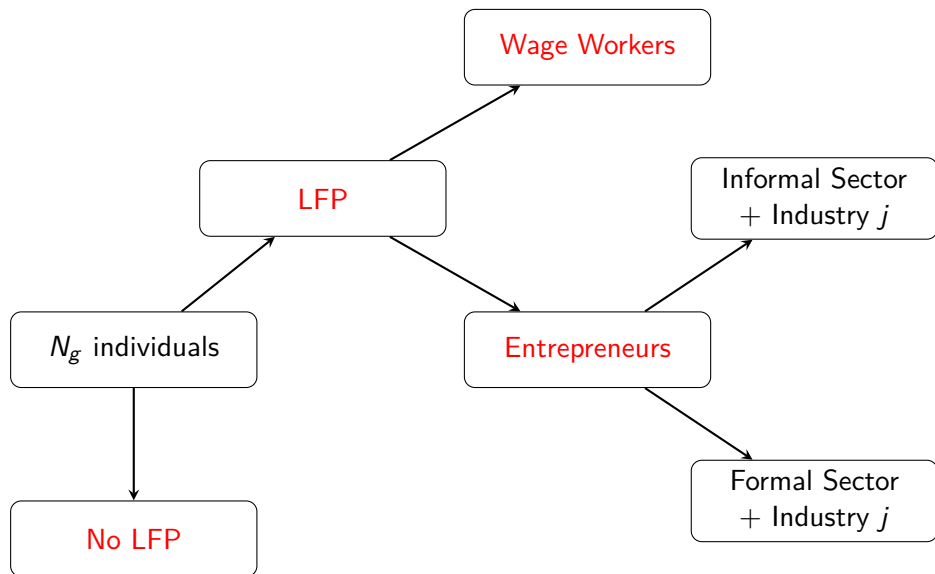 Wage Workers
LFP
Informal Sector
+ Industry j
N_g individuals
Entrepreneurs
Formal Sector
+ Industry j
No LFP